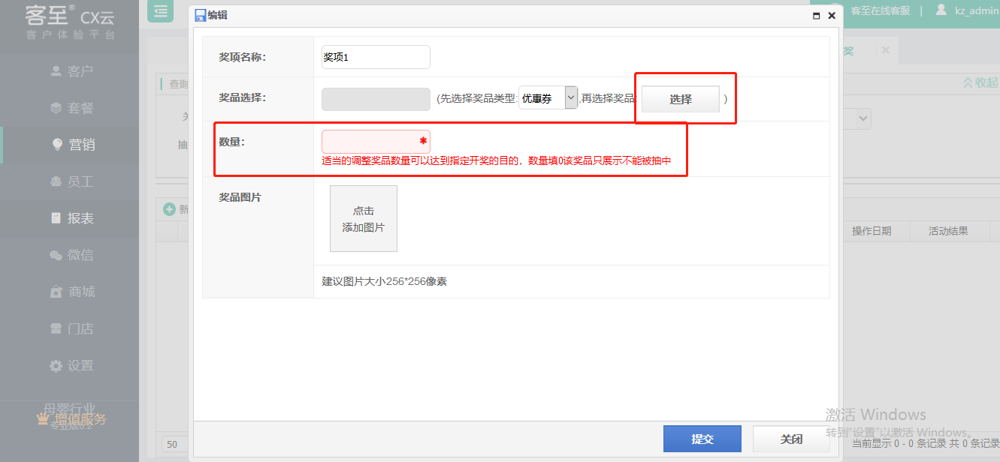 客至® CX云
客户体验平台
客户
套餐
营销
员工
报表
微信
商城
门店
设置
母婴行业
增值服务
编辑
客至在线客服 | kz_admin
奖
查询
收起
抽
新
操作日期 活动结果
奖项名称： 奖项1
奖品选择： (先选择奖品类型: 优惠券 ,再选择奖品: 选择 )
数量： *
适当的调整奖品数量可以达到指定开奖的目的，数量填0该奖品只展示不能被抽中
奖品图片
点击
添加图片
建议图片大小256*256像素
提交 关闭
激活 Windows
转到"设置"以激活 Windows。
50
当前显示 0 - 0 条记录 共 0 条记录